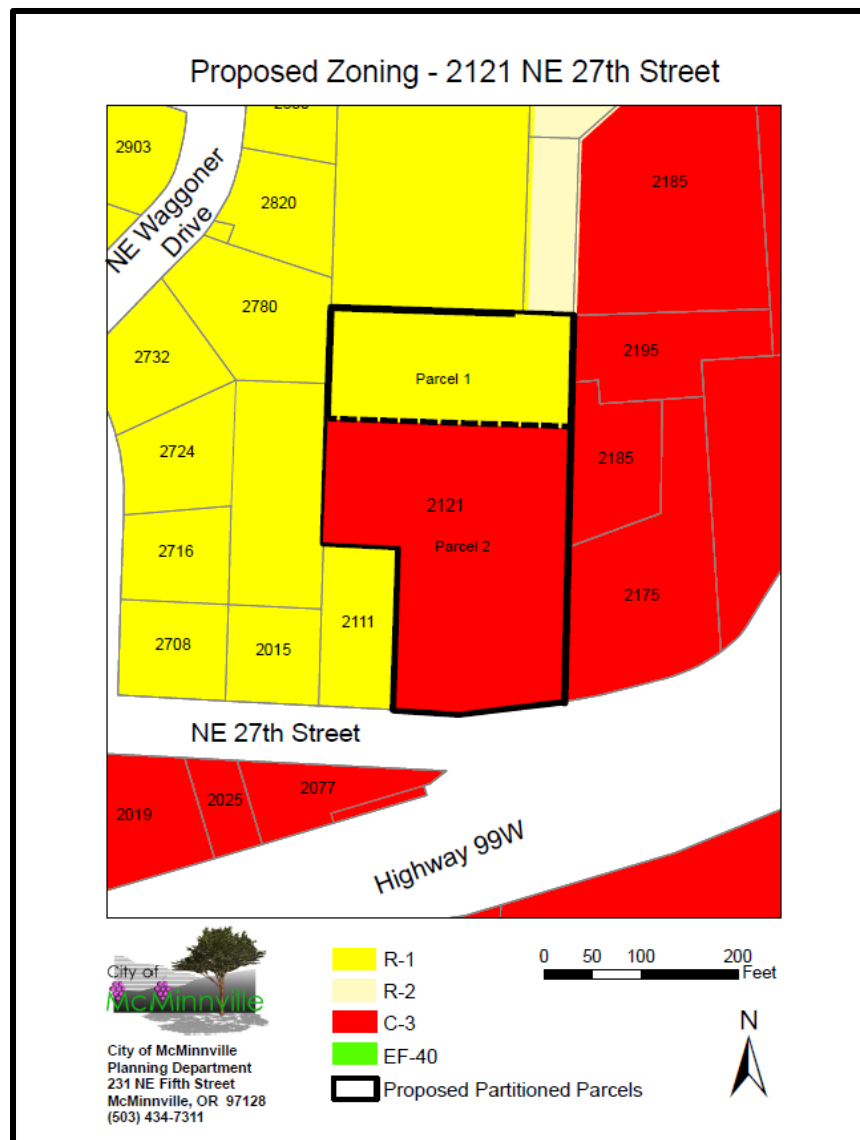 Proposed Zoning - 2121 NE 27th Street
2903
2820
2185
NE Waggoner
Drive
2780
2195
2732
Parcel 1
2724
2185
2121
Parcel 2
2716
2175
2111
2708
2015
NE 27th Street
2077
2025
2019
Highway 99W
City of
McMinnville
City of McMinnville
Planning Department
231 NE Fifth Street
McMinnville, OR 97128
(503) 434-7311
R-1
R-2
C-3
EF-40
Proposed Partitioned Parcels
0 50 100 200
Feet
N